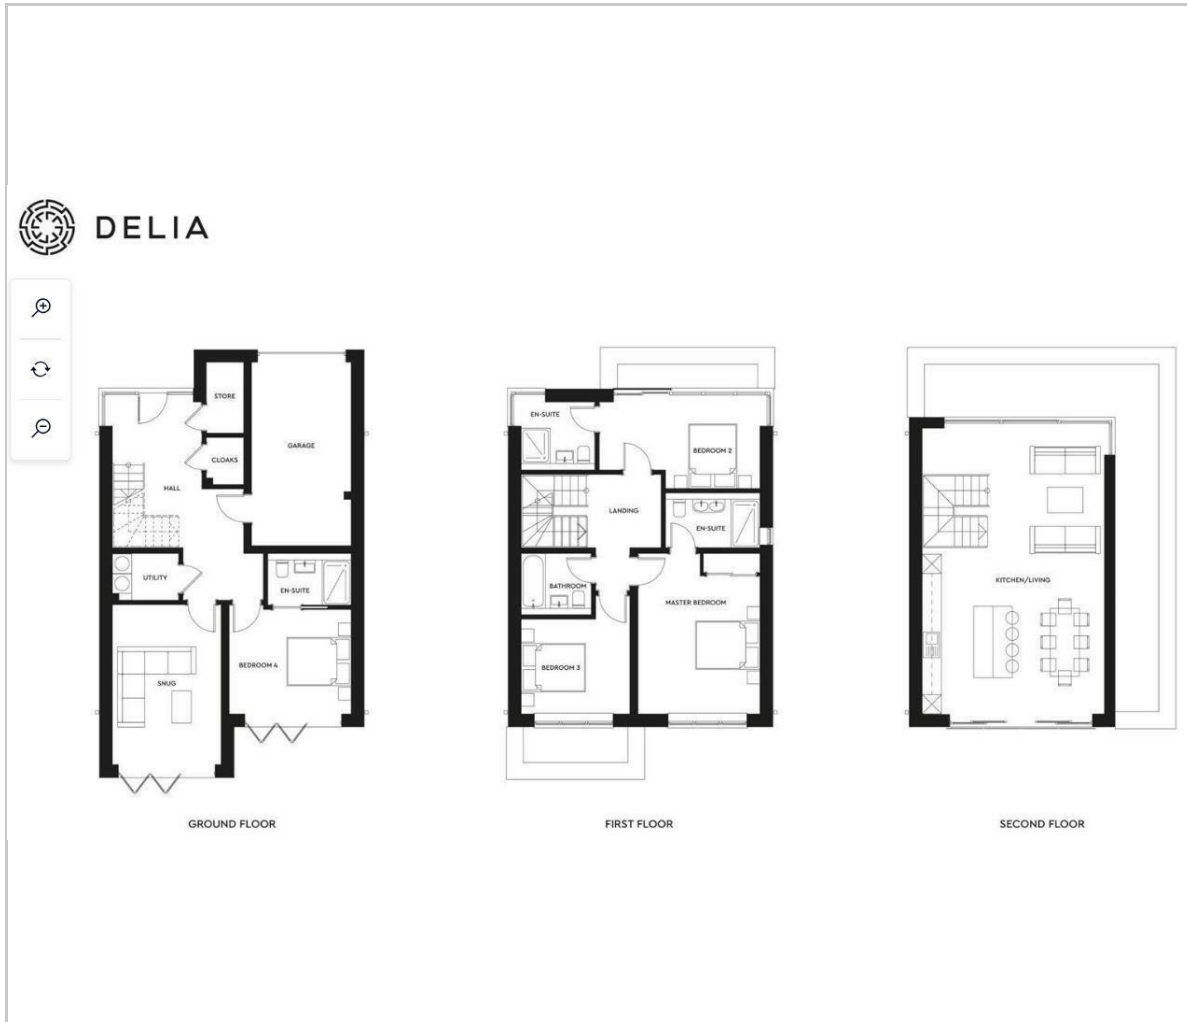 DELIA
STORE
GARAGE
CLOAKS
HALL
UTILITY
EN-SUITE
BEDROOM 4
SNUG
GROUND FLOOR
EN-SUITE
BEDROOM 2
LANDING
EN-SUITE
BATHROOM
MASTER BEDROOM
BEDROOM 3
FIRST FLOOR
KITCHEN/LIVING
SECOND FLOOR